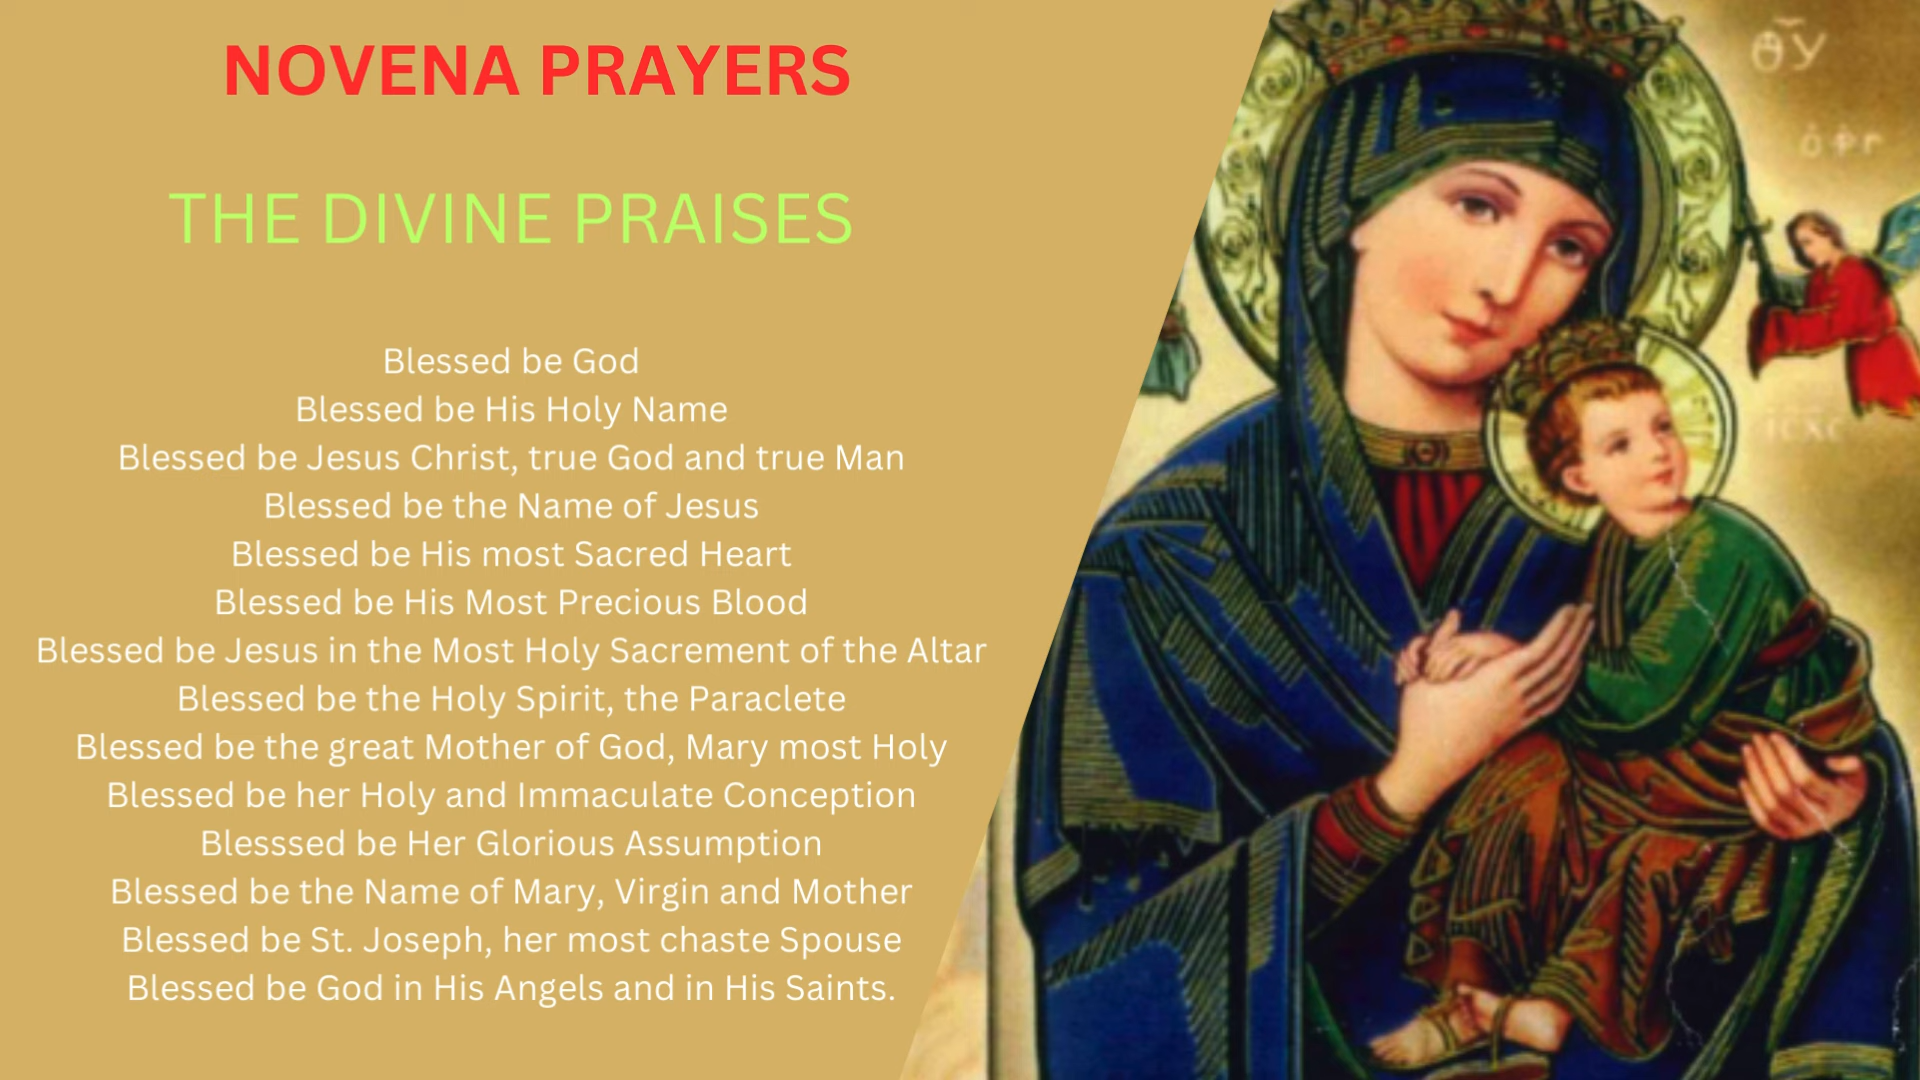 NOVENA PRAYERS
THE DIVINE PRAISES
Blessed be God
Blessed be His Holy Name
Blessed be Jesus Christ, true God and true Man
Blessed be the Name of Jesus
Blessed be His most Sacred Heart
Blessed be His Most Precious Blood
Blessed be Jesus in the Most Holy Sacrement of the Altar
Blessed be the Holy Spirit, the Paraclete
Blessed be the great Mother of God, Mary most Holy
Blessed be her Holy and Immaculate Conception
Blesssed be Her Glorious Assumption
Blessed be the Name of Mary, Virgin and Mother
Blessed be St. Joseph, her most chaste Spouse
Blessed be God in His Angels and in His Saints.
θΥ
IC XC